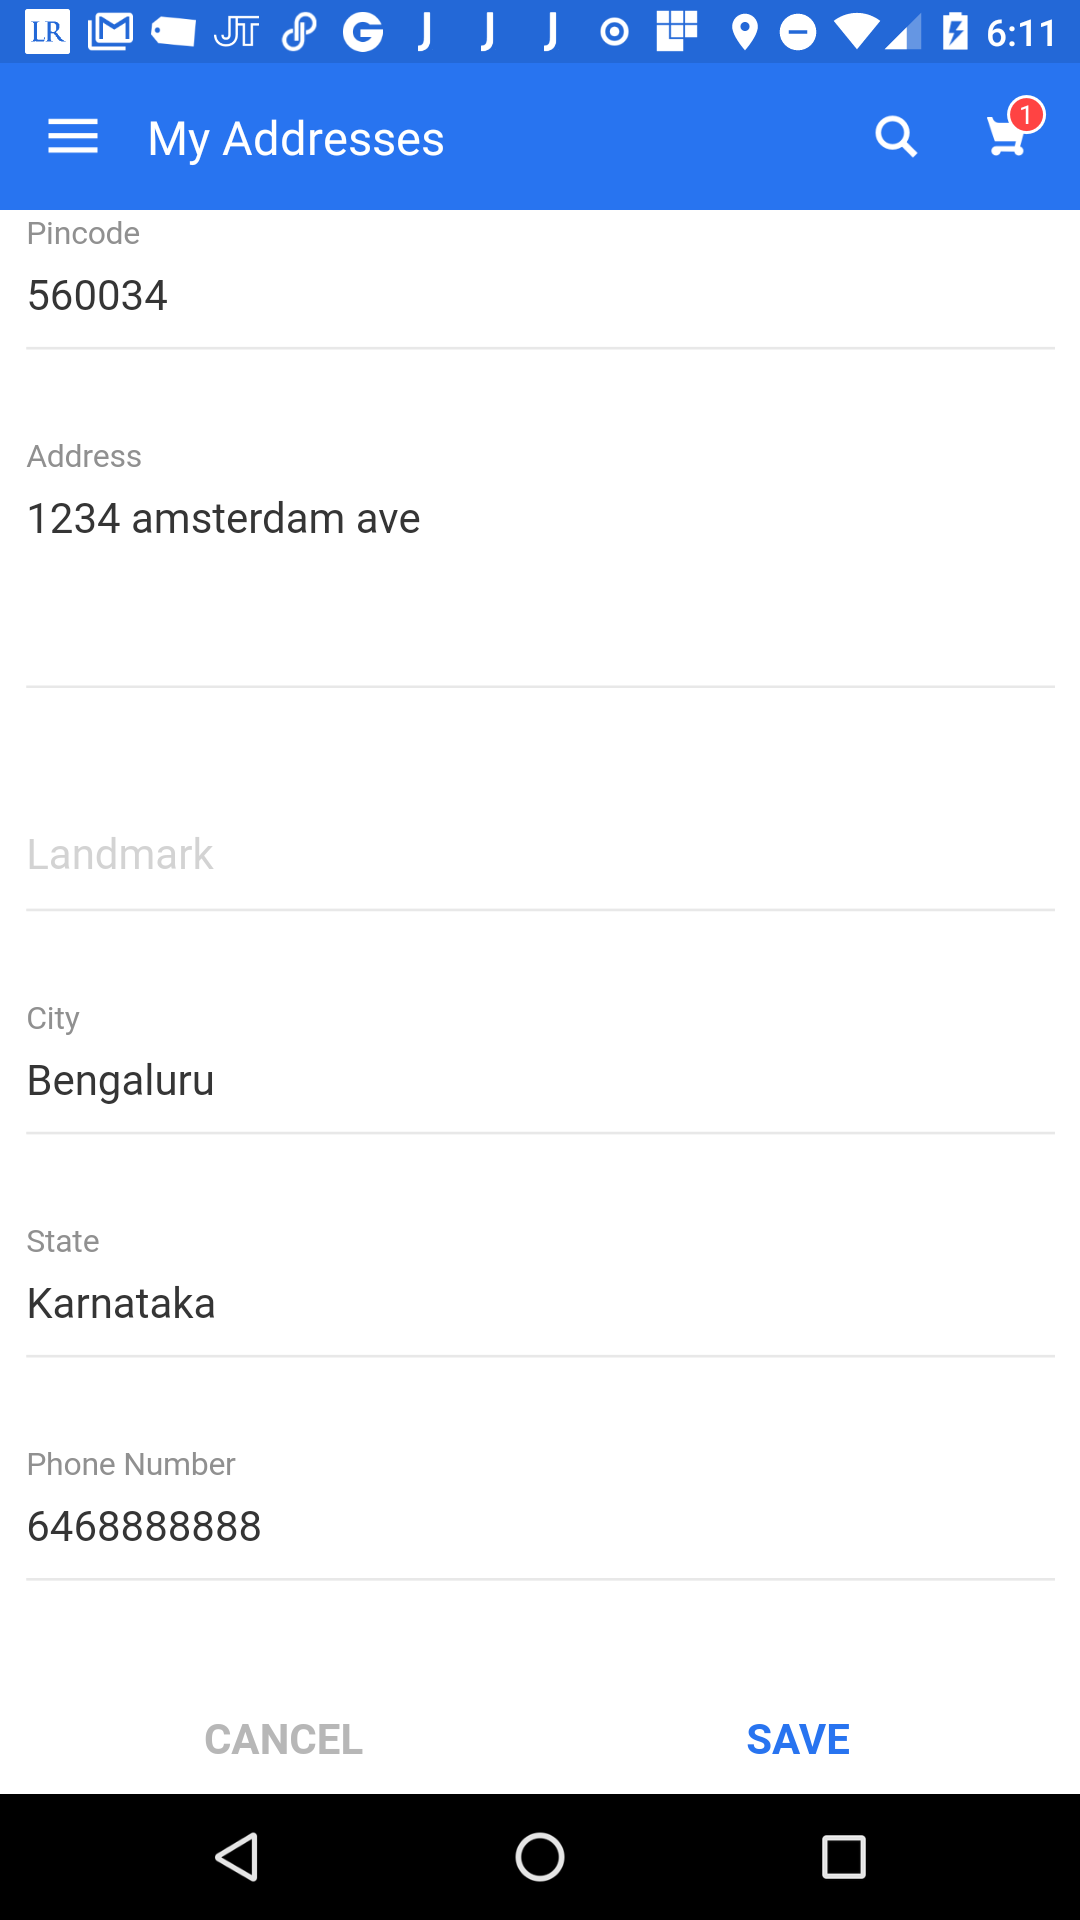 LR M JT G J J J 6:11
My Addresses 1
Pincode
560034
Address
1234 amsterdam ave
Landmark
City
Bengaluru
State
Karnataka
Phone Number
6468888888
CANCEL SAVE